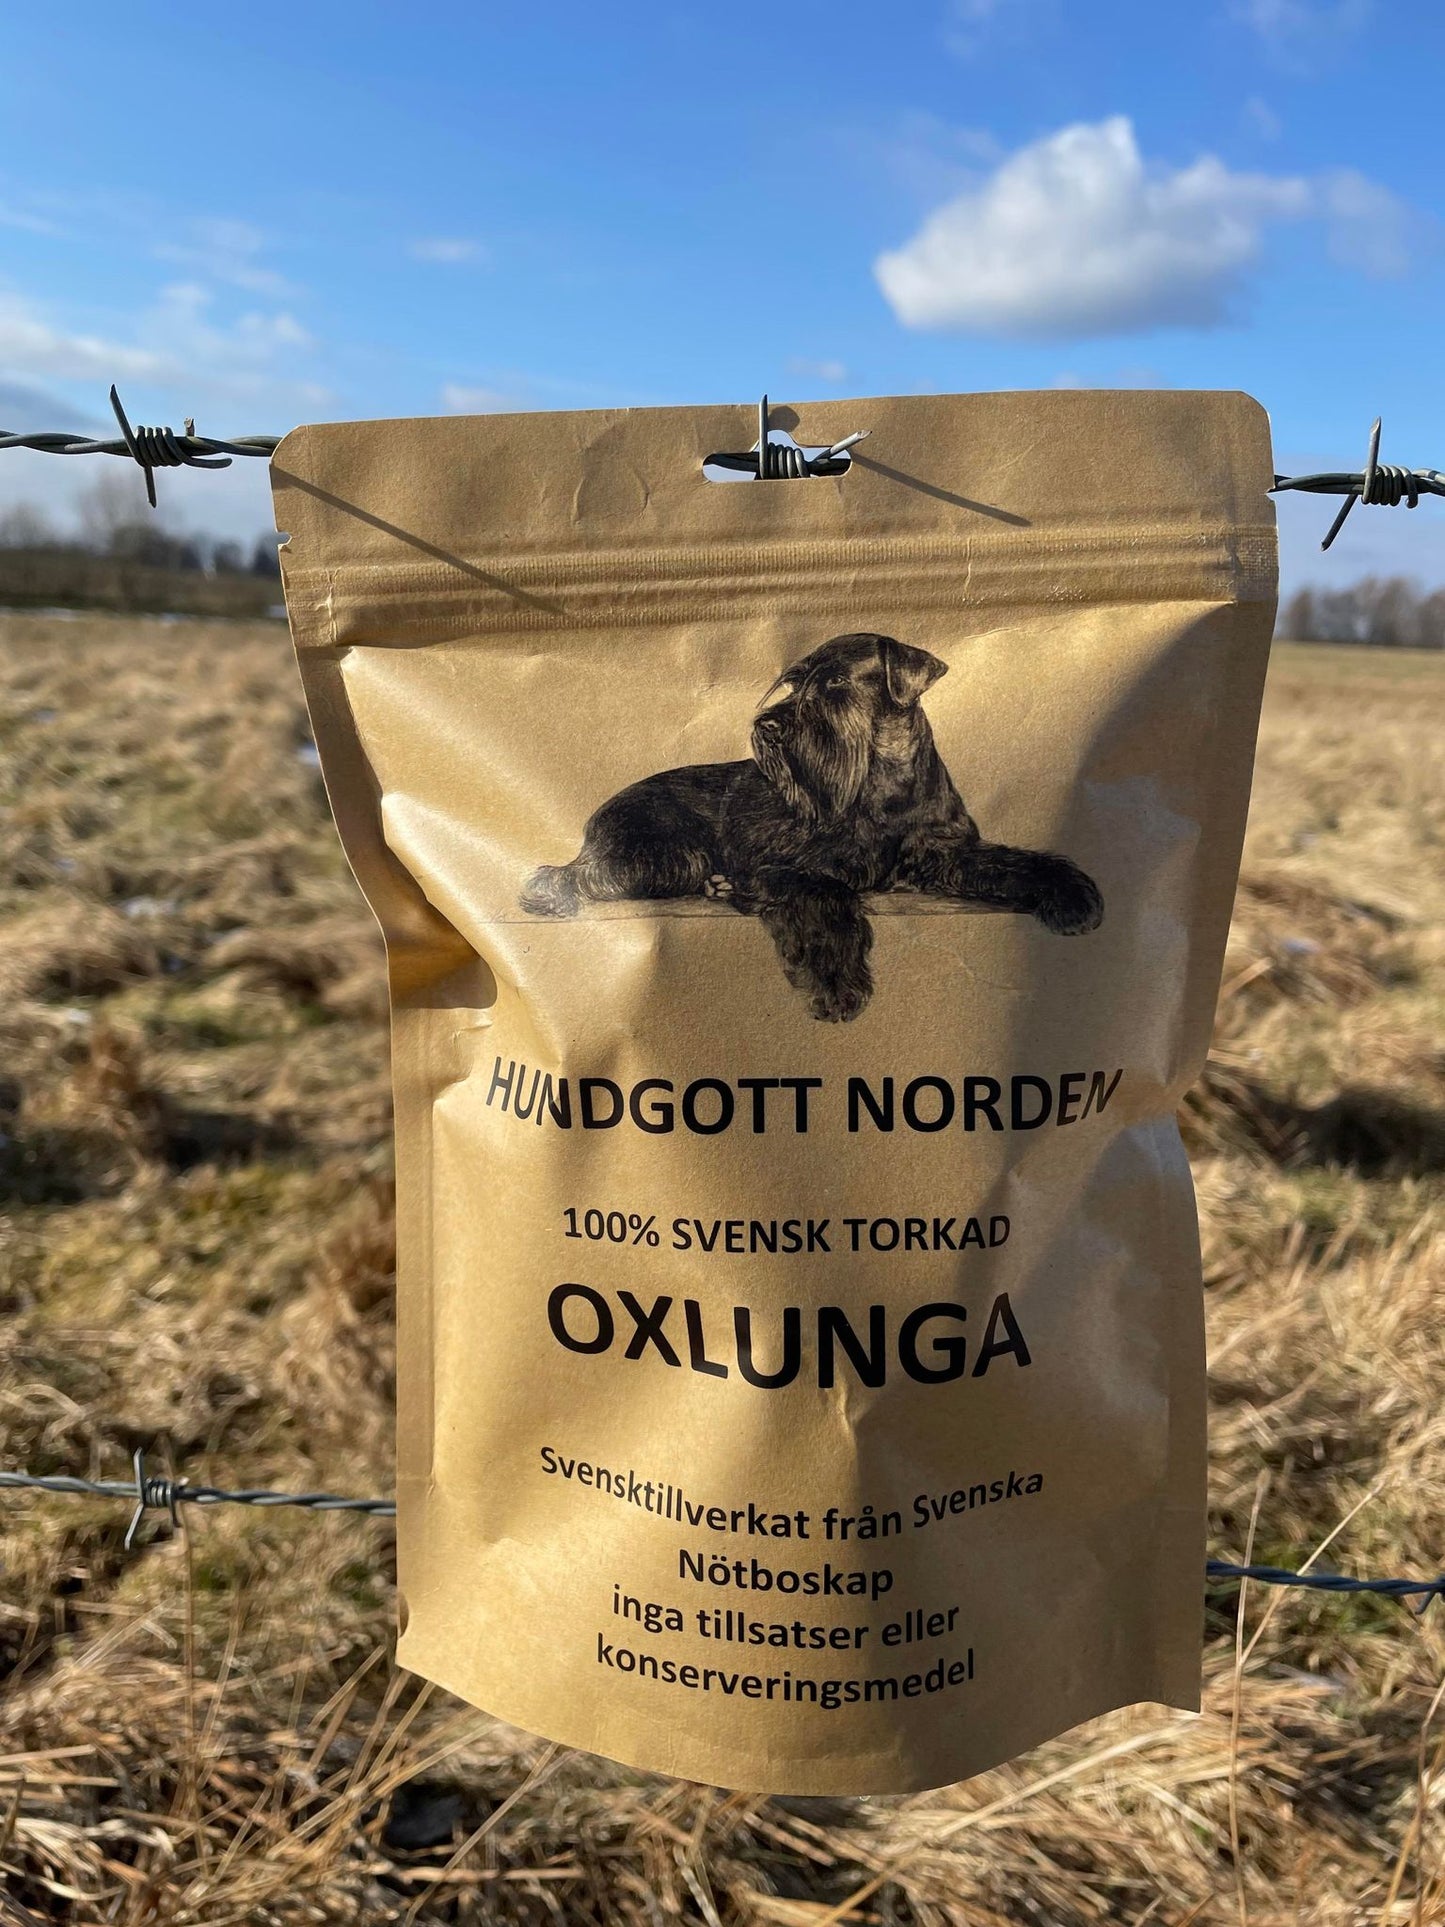 HUNDGOTT NORDEN
100% SVENSK TORKAD
OXLUNGA
Svensktillverkat från Svenska
Nötboskap
inga tillsatser eller
konserveringsmedel